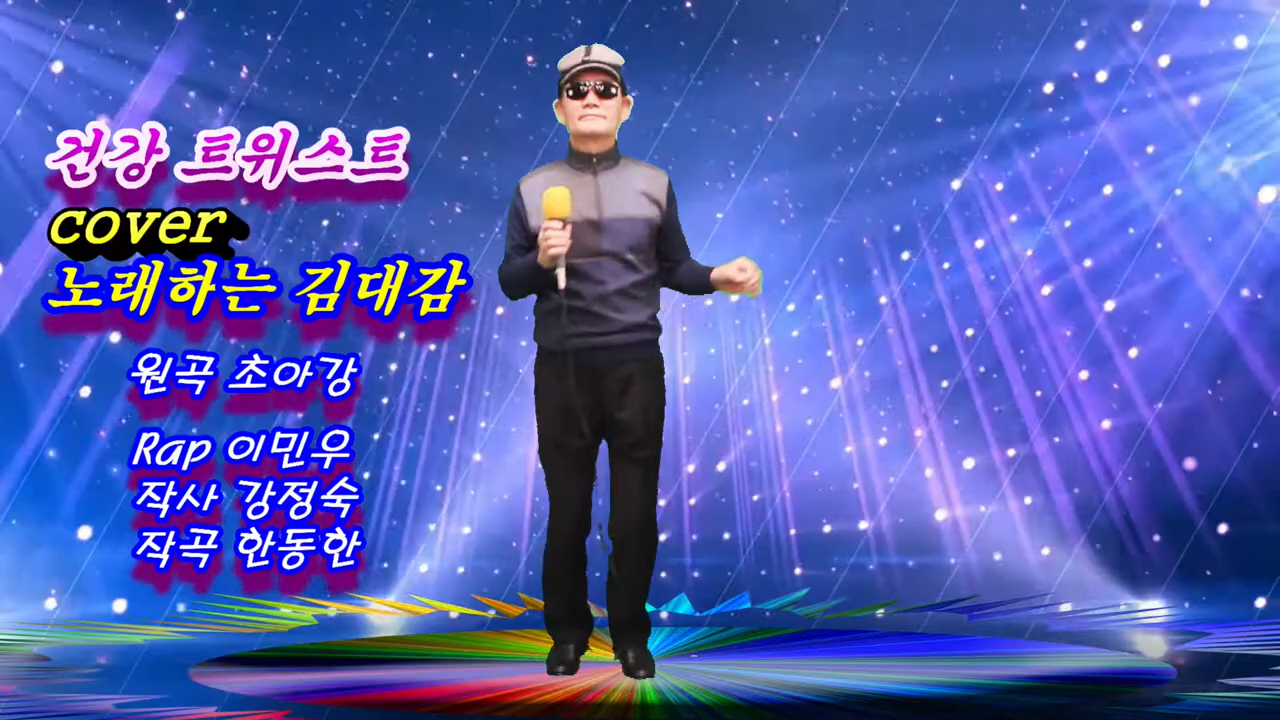 건강 트위스트
cover
노래하는 김대감
원곡 초아강
Rap 이민우
작사 강정숙
작곡 한동한